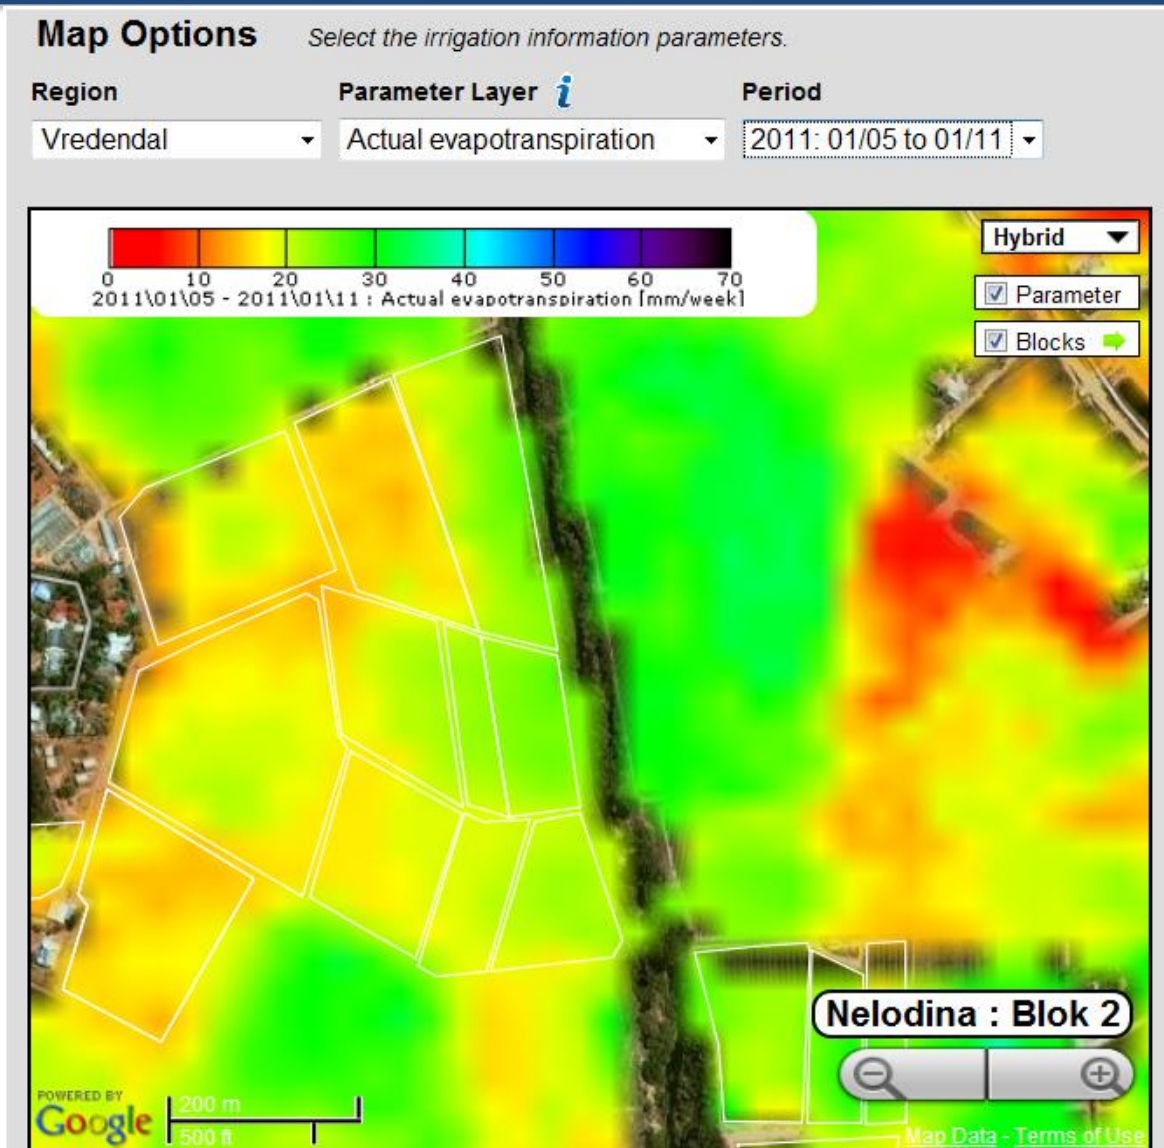 Map Options Select the irrigation information parameters.
Region Parameter Layer i Period
Vredendal Actual evapotranspiration 2011: 01/05 to 01/11
Hybrid
0 10 20 30 40 50 60 70
2011\01\05 - 2011\01\11 : Actual evapotranspiration [mm/week]
Parameter
Blocks
Nelodina : Blok 2
POWERED BY
Google
200 m
500 ft
Map Data - Terms of Use